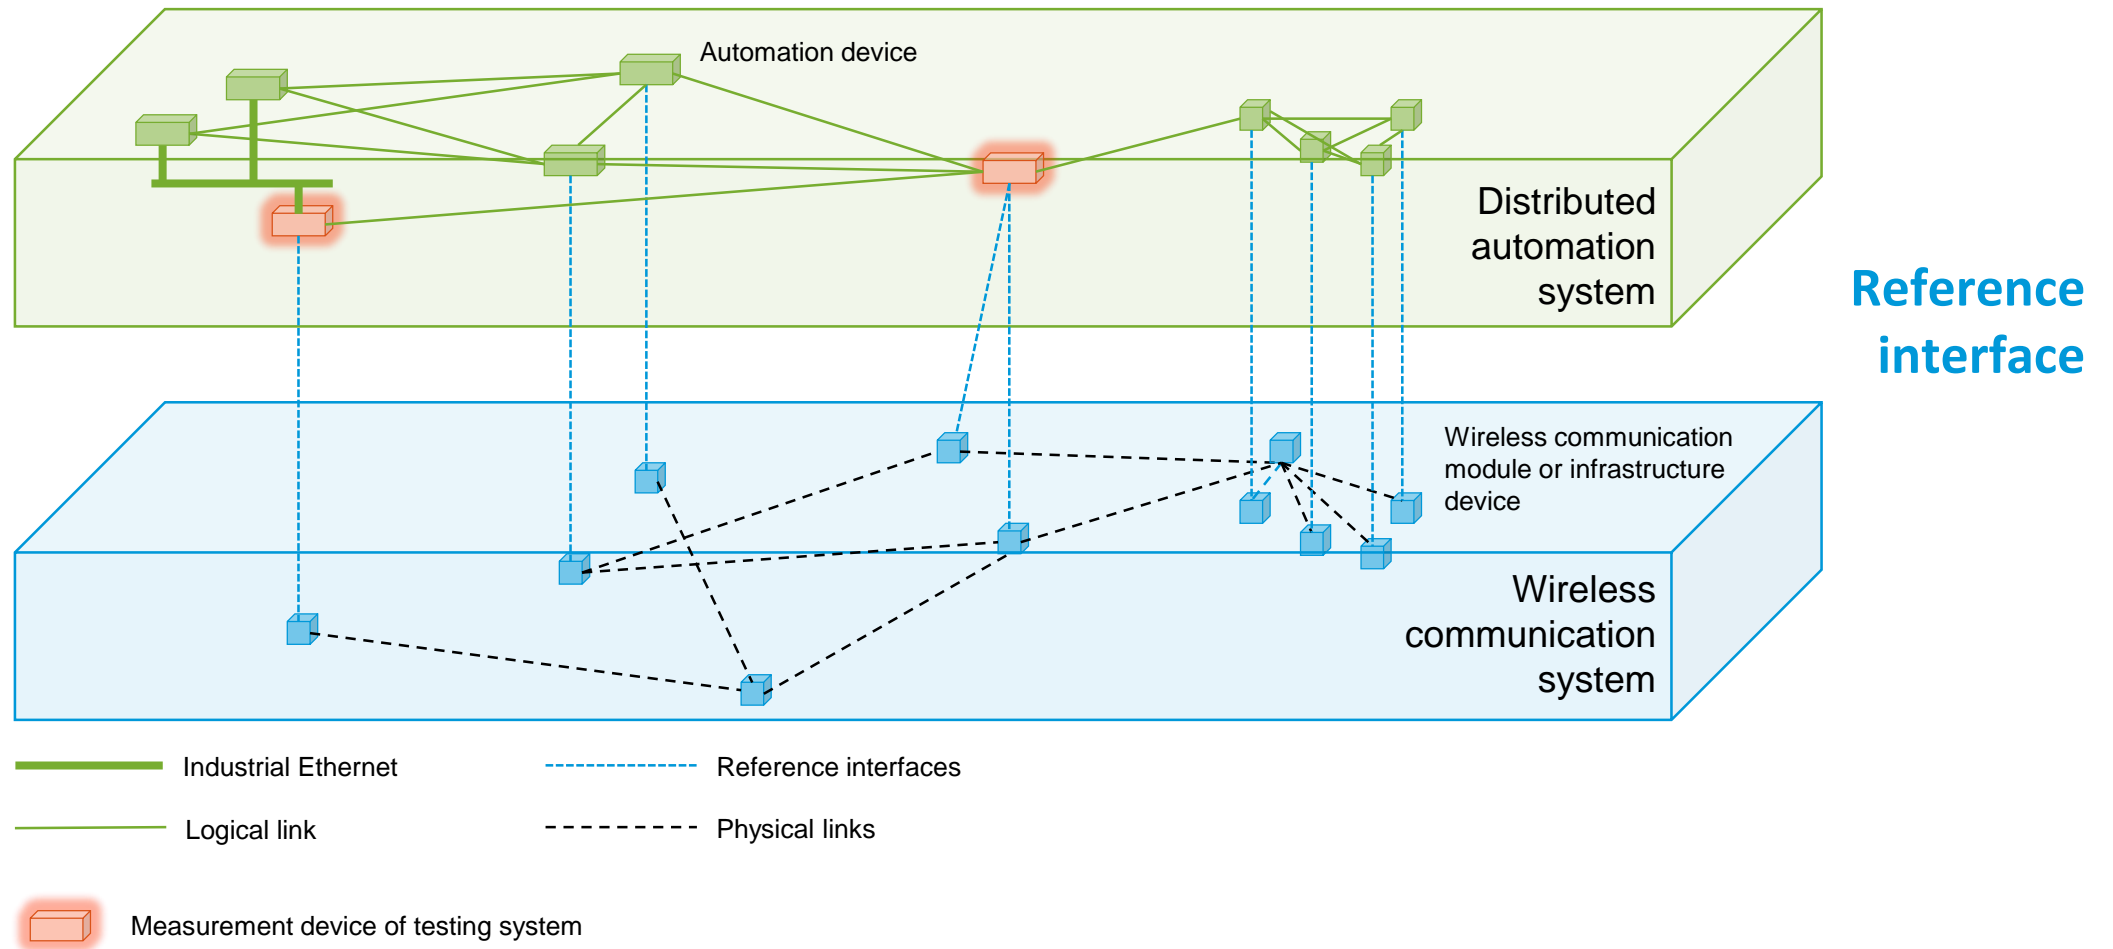 Automation device
Distributed
automation
system
Reference
interface
Wireless communication
module or infrastructure
device
Wireless
communication
system
Industrial Ethernet
Reference interfaces
Logical link
Physical links
Measurement device of testing system